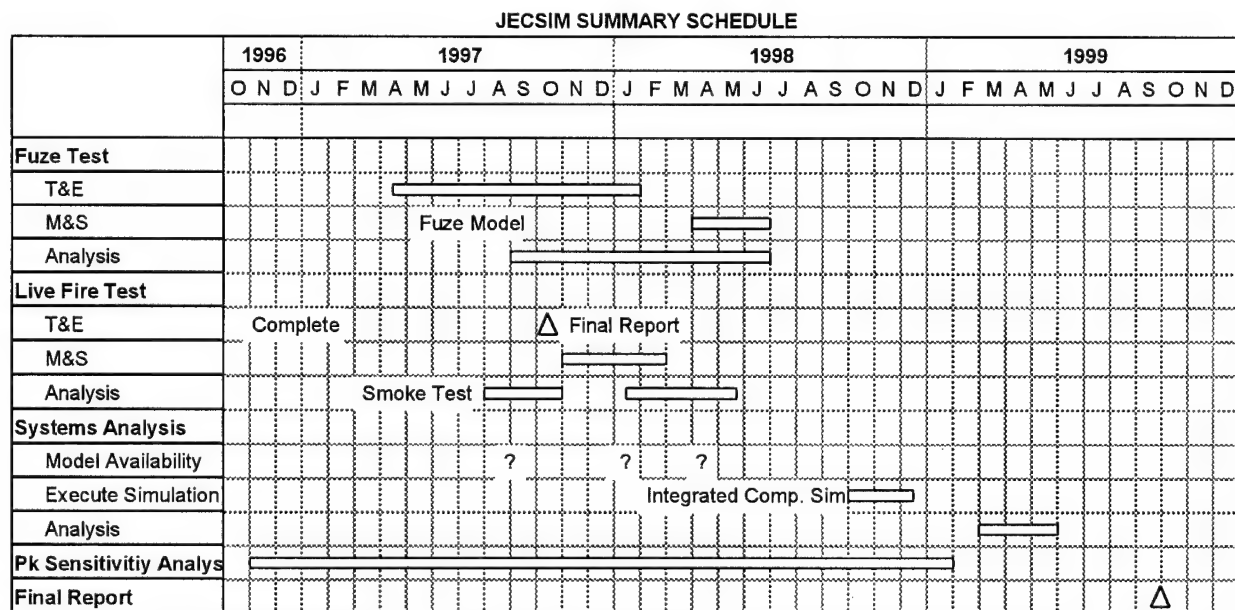 JECSIM SUMMARY SCHEDULE
1996 1997 1998 1999
O N D J F M A M J J A S O N D J F M A M J J A S O N D J F M A M J J A S O N D
Fuze Test
T&E
M&S Fuze Model
Analysis
Live Fire Test
T&E Complete Δ Final Report
M&S
Analysis Smoke Test
Systems Analysis
Model Availability ? ? ?
Execute Simulation Integrated Comp. Sim
Analysis
Pk Sensitivitiy Analys
Final Report Δ